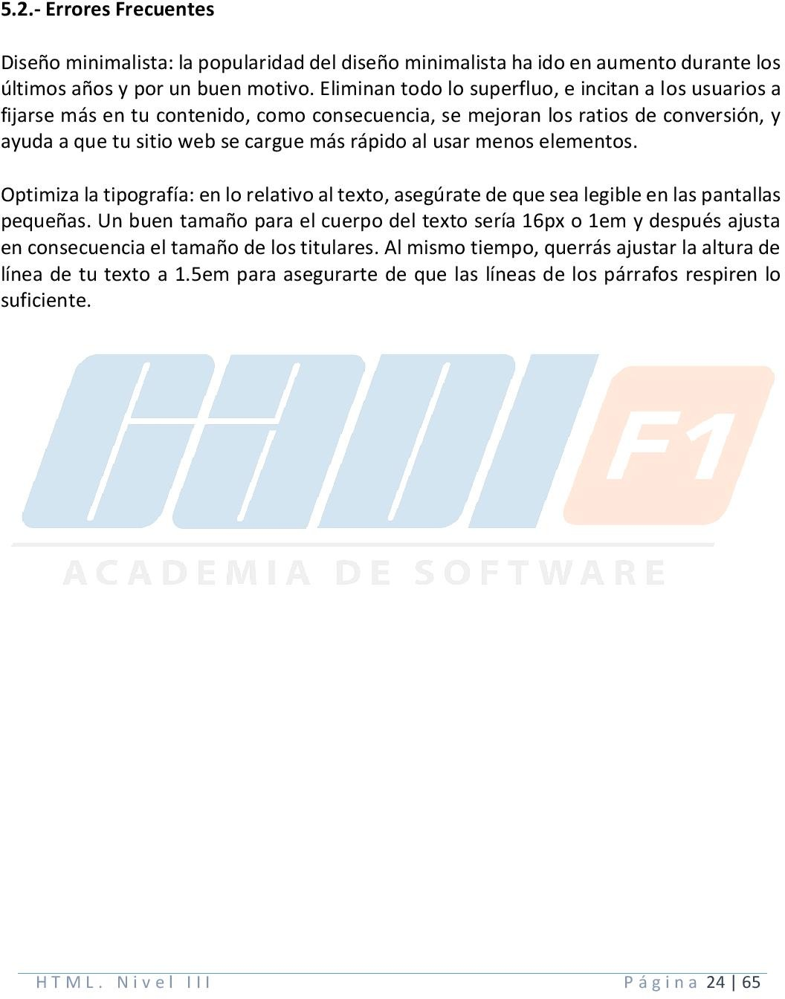 5.2.- Errores Frecuentes
Diseño minimalista: la popularidad del diseño minimalista ha ido en aumento durante los
últimos años y por un buen motivo. Eliminan todo lo superfluo, e incitan a los usuarios a
fijarse más en tu contenido, como consecuencia, se mejoran los ratios de conversión, y
ayuda a que tu sitio web se cargue más rápido al usar menos elementos.
Optimiza la tipografía: en lo relativo al texto, asegúrate de que sea legible en las pantallas
pequeñas. Un buen tamaño para el cuerpo del texto sería 16px o 1em y después ajusta
en consecuencia el tamaño de los titulares. Al mismo tiempo, querrás ajustar la altura de
línea de tu texto a 1.5em para asegurarte de que las líneas de los párrafos respiren lo
suficiente.
CADI F1
ACADEMIA DE SOFTWARE
HTML. Nivel III Página 24 | 65